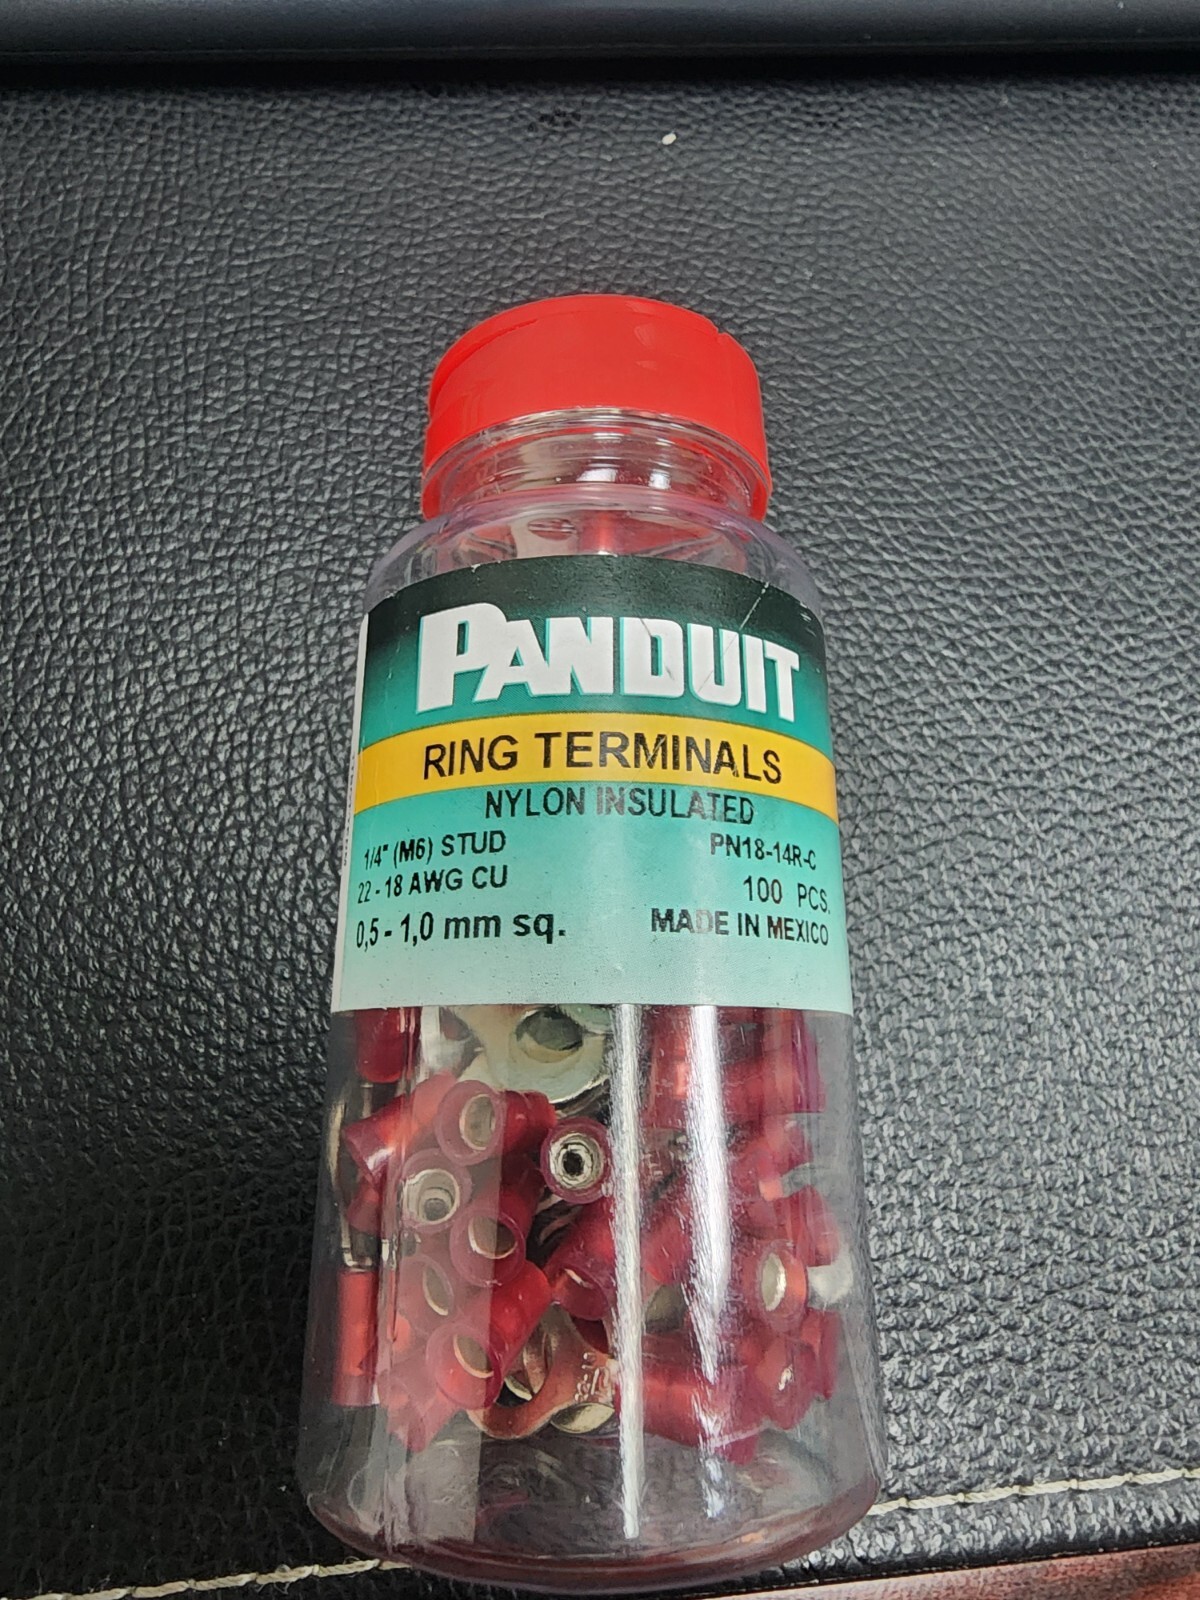 PANDUIT
RING TERMINALS
NYLON INSULATED
1/4" (M6) STUD
22 - 18 AWG CU
0,5 - 1,0 mm sq.
PN18-14R-C
100 PCS.
MADE IN MEXICO